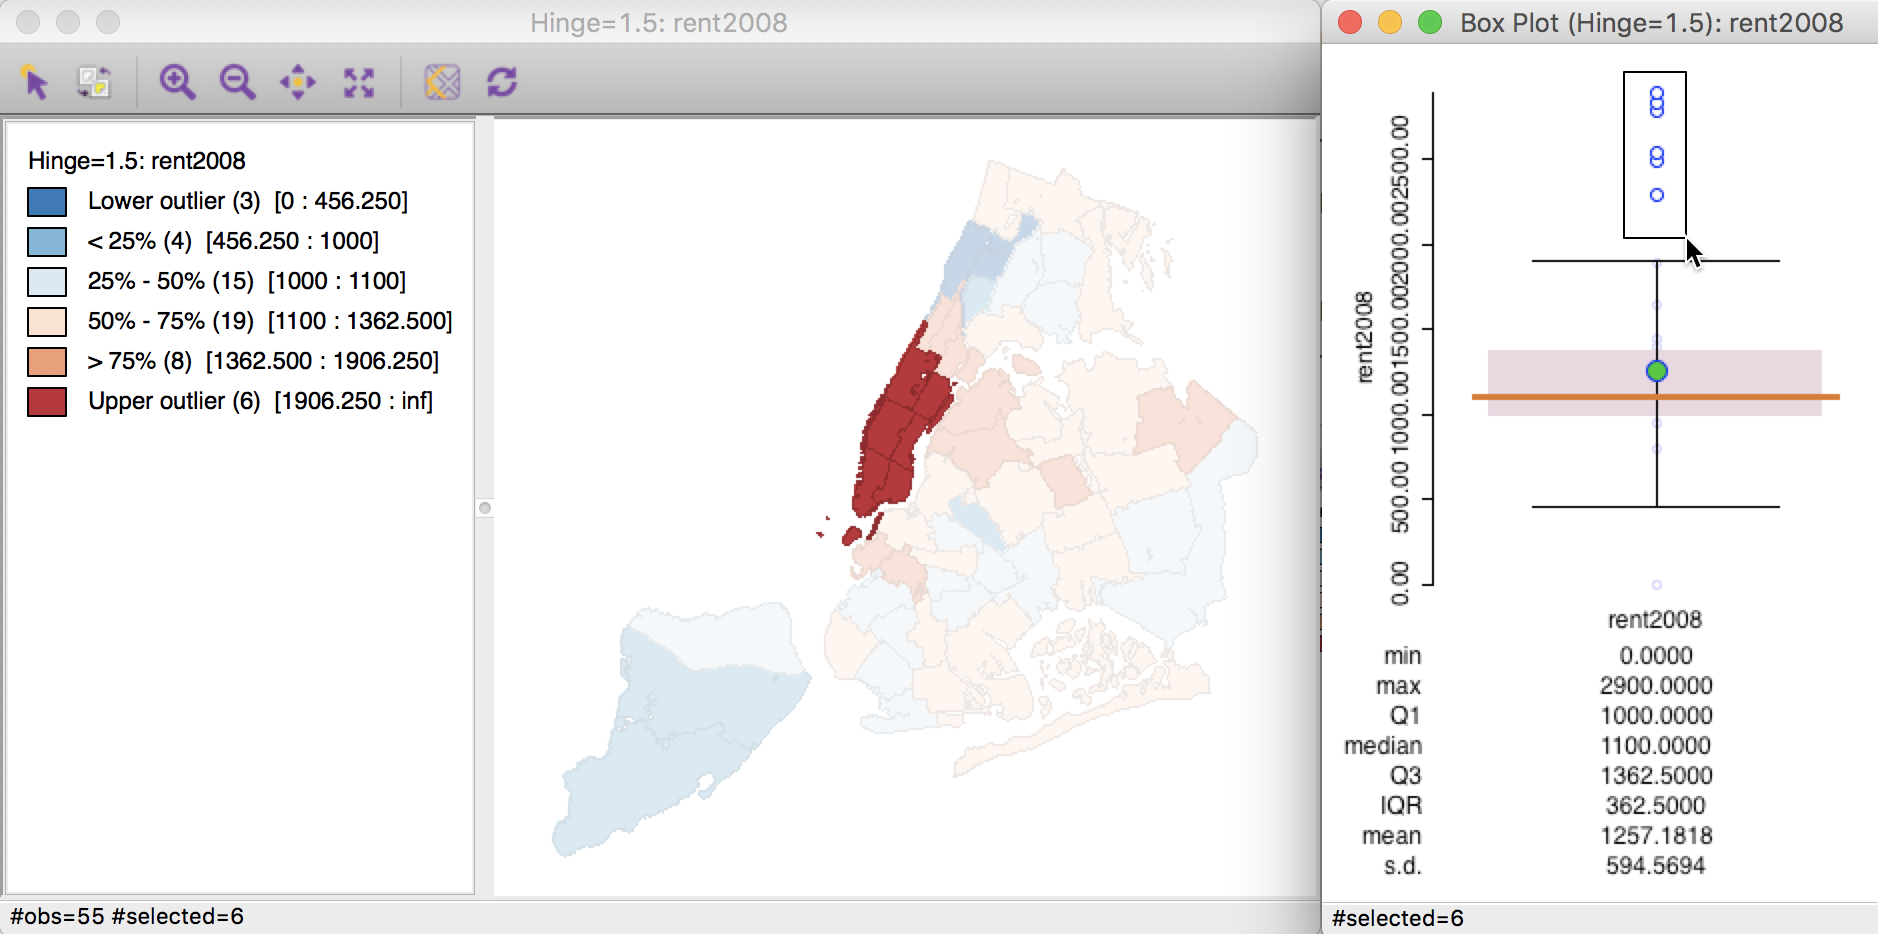 Hinge=1.5: rent2008
Hinge=1.5: rent2008
Lower outlier (3) [0 : 456.250]
< 25% (4) [456.250 : 1000]
25% - 50% (15) [1000 : 1100]
50% - 75% (19) [1100 : 1362.500]
> 75% (8) [1362.500 : 1906.250]
Upper outlier (6) [1906.250 : inf]
#obs=55 #selected=6
Box Plot (Hinge=1.5): rent2008
rent2008
0.00 500.00 1000.00 1500.00 2000.00 2500.00
rent2008
min 0.0000
max 2900.0000
Q1 1000.0000
median 1100.0000
Q3 1362.5000
IQR 362.5000
mean 1257.1818
s.d. 594.5694
#selected=6